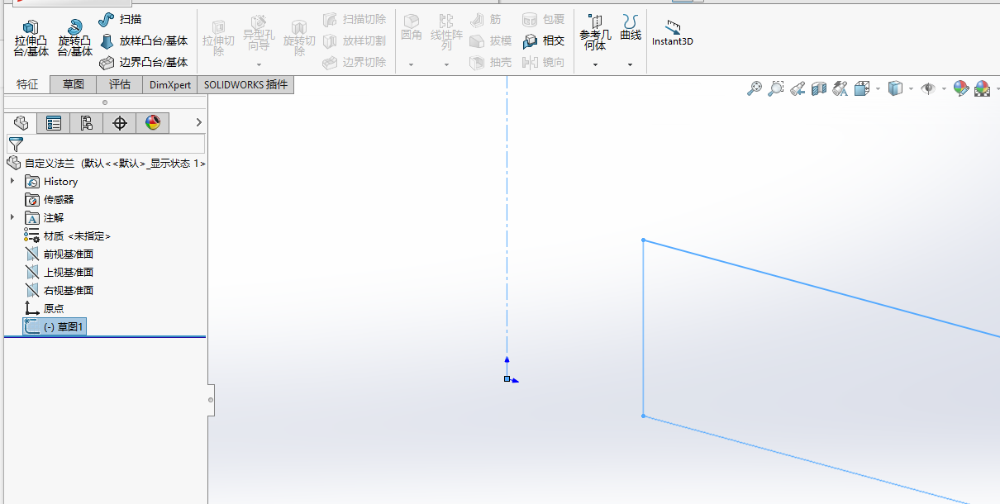 拉伸凸
台/基体
旋转凸
台/基体
扫描
放样凸台/基体
边界凸台/基体
拉伸切
除
异型孔
向导
旋转切
除
扫描切除
放样切割
边界切除
圆角
线性阵
列
筋
拔模
抽壳
包覆
相交
镜向
参考几
何体
曲线
Instant3D
特征
草图
评估
DimXpert
SOLIDWORKS 插件
自定义法兰 (默认<<默认>_显示状态 1>
History
传感器
注解
材质 <未指定>
前视基准面
上视基准面
右视基准面
原点
(-) 草图1